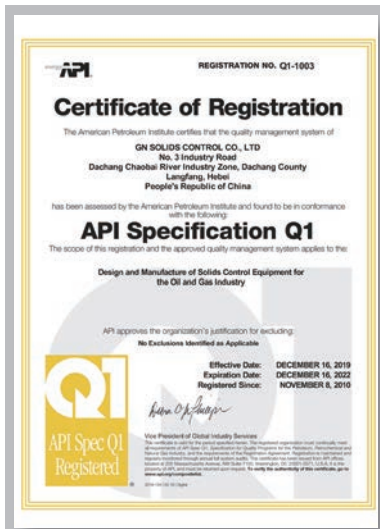 energy API
REGISTRATION NO. Q1-1003
Certificate of Registration
The American Petroleum Institute certifies that the quality management system of
GN SOLIDS CONTROL CO., LTD
No. 3 Industry Road
Dachang Chaobai River Industry Zone, Dachang County
Langfang, Hebei
People's Republic of China
has been assessed by the American Petroleum Institute and found to be in conformance
with the following:
API Specification Q1
The scope of this registration and the approved quality management system applies to the:
Design and Manufacture of Solids Control Equipment for
the Oil and Gas Industry
API approves the organization's justification for excluding:
No Exclusions Identified as Applicable
Effective Date: DECEMBER 16, 2019
Expiration Date: DECEMBER 16, 2022
Registered Since: NOVEMBER 8, 2010
Q1
API Spec Q1
Registered
®
Vice President of Global Industry Services